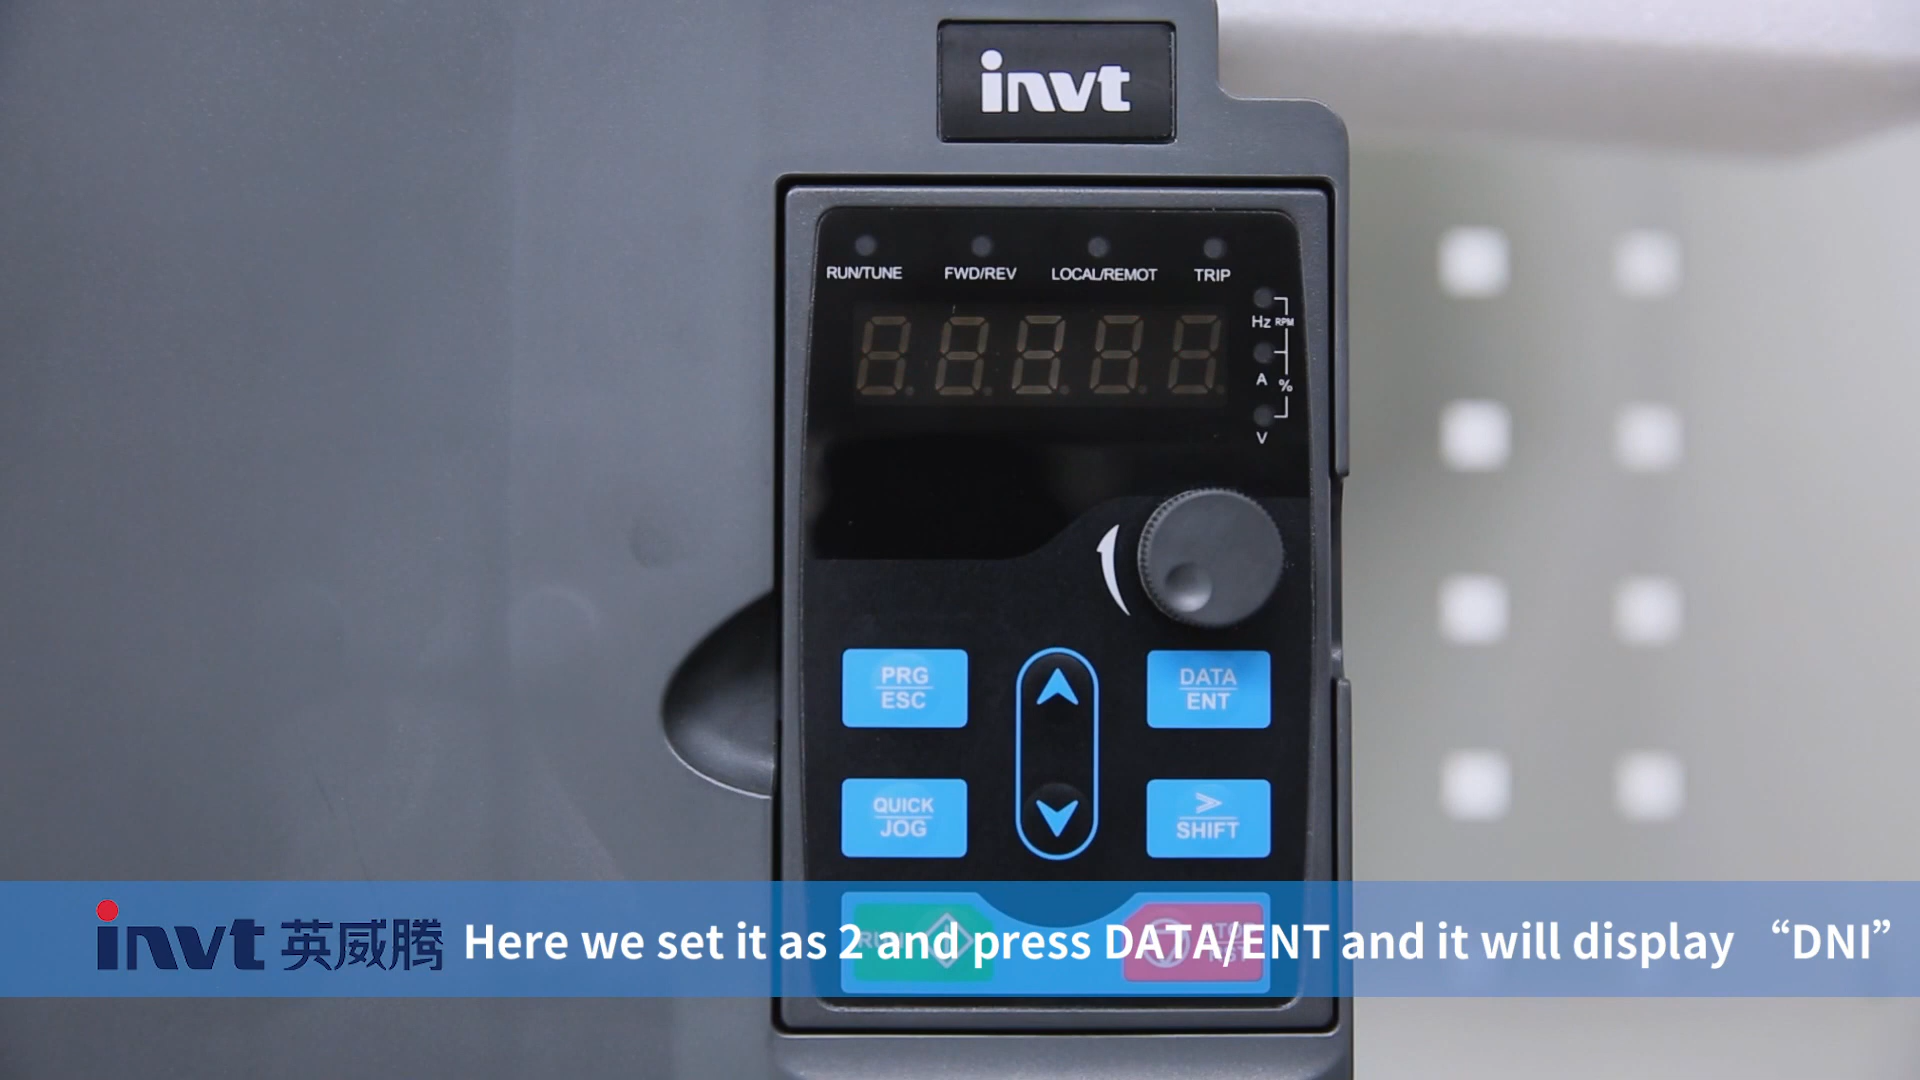 invt
RUN/TUNE
FWD/REV
LOCAL/REMOT
TRIP
Hz
RPM
A
%
V
PRG
ESC
DATA
ENT
QUICK
JOG
SHIFT
invt 英威腾
Here we set it as 2 and press DATA/ENT and it will display “DNI”